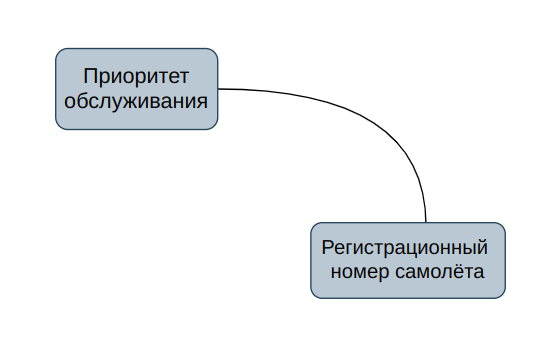 Приоритет
обслуживания
Регистрационный
номер самолёта